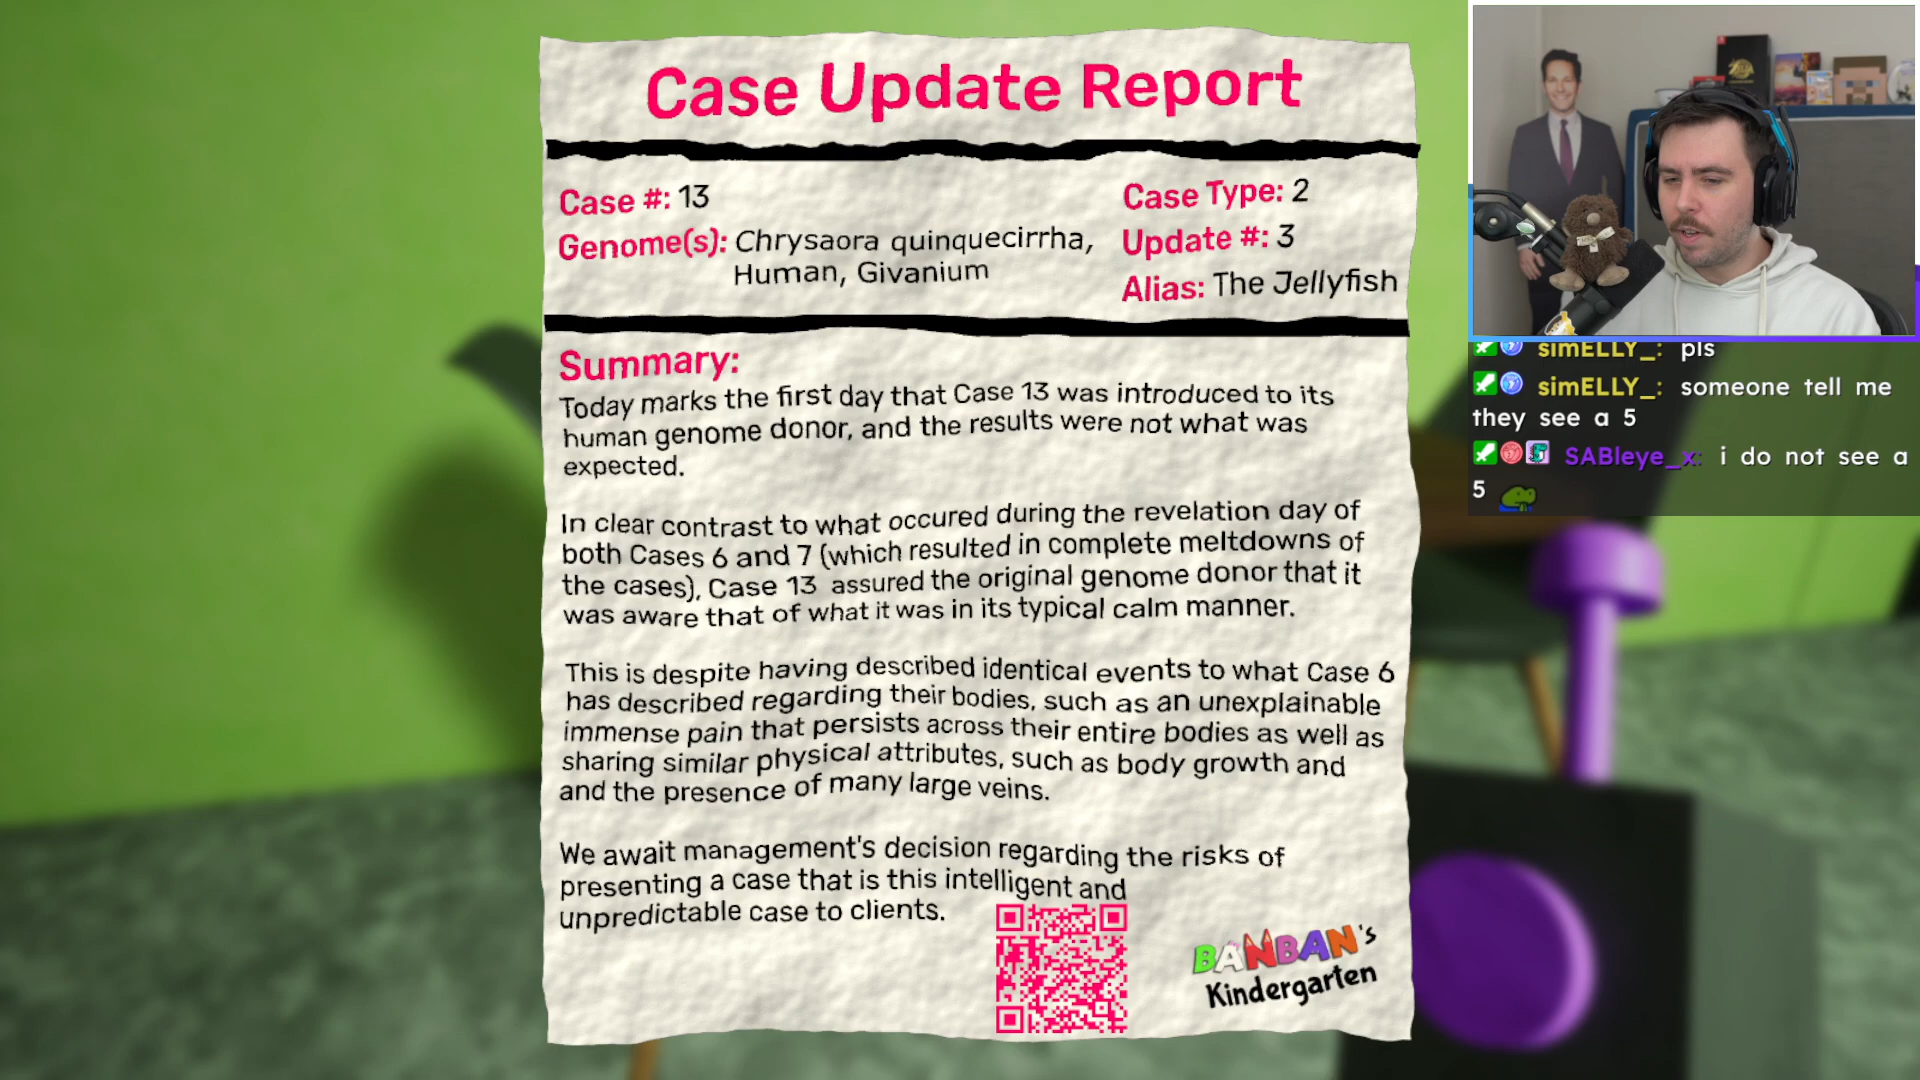 Case Update Report
Case #: 13
Genome(s): Chrysaora quinquecirrha,
Human, Givanium
Case Type: 2
Update #: 3
Alias: The Jellyfish
Summary:
Today marks the first day that Case 13 was introduced to its
human genome donor, and the results were not what was
expected.
In clear contrast to what occured during the revelation day of
both Cases 6 and 7 (which resulted in complete meltdowns of
the cases), Case 13 assured the original genome donor that it
was aware that of what it was in its typical calm manner.
This is despite having described identical events to what Case 6
has described regarding their bodies, such as an unexplainable
immense pain that persists across their entire bodies as well as
sharing similar physical attributes, such as body growth and
and the presence of many large veins.
We await management's decision regarding the risks of
presenting a case that is this intelligent and
unpredictable case to clients.
BANBAN's
Kindergarten
simELLY_: pls
simELLY_: someone tell me
they see a 5
SABleye_x: i do not see a
5